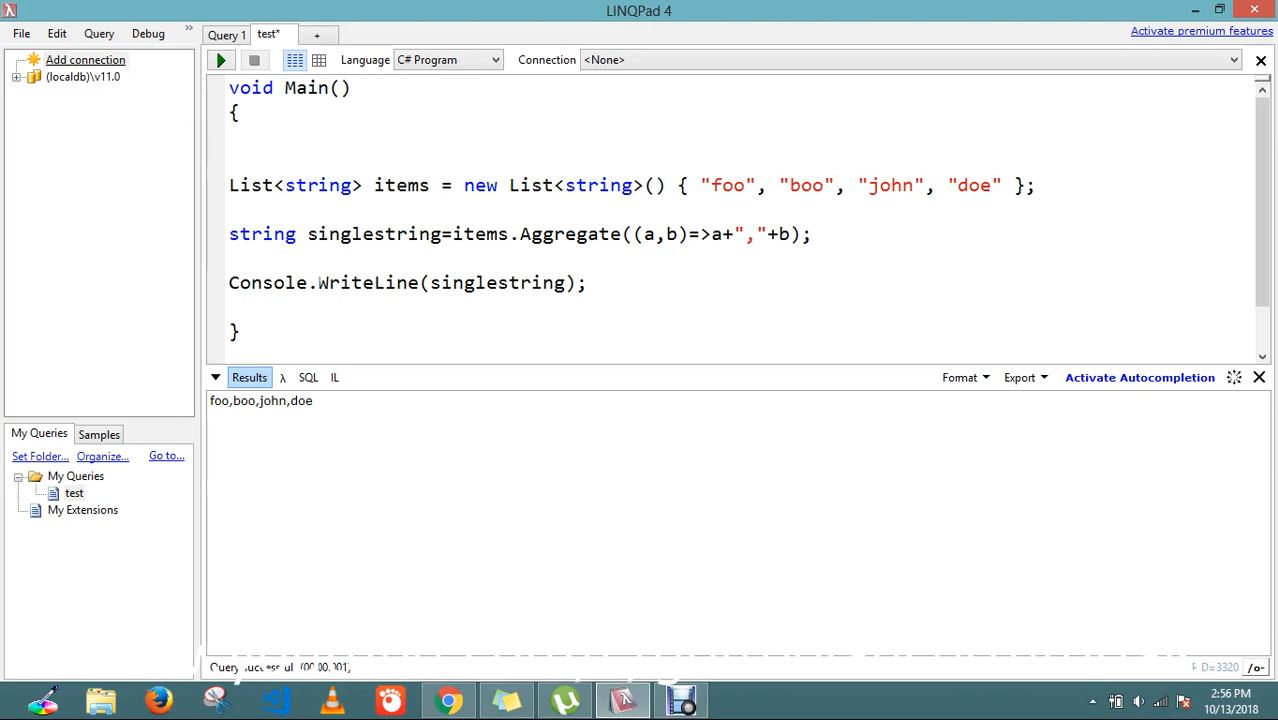 LINQPad 4
File Edit Query Debug »
Query 1 test* +
Activate premium features
Add connection
(localdb)\v11.0
Language C# Program Connection <None>
void Main()
{
List<string> items = new List<string>() { "foo", "boo", "john", "doe" };
string singlestring=items.Aggregate((a,b)=>a+","+b);
Console.WriteLine(singlestring);
}
Results λ SQL IL
Format Export Activate Autocompletion
foo,boo,john,doe
My Queries Samples
Set Folder... Organize... Go to...
My Queries
test
My Extensions
Query
D=3320 /o-
2:56 PM
10/13/2018